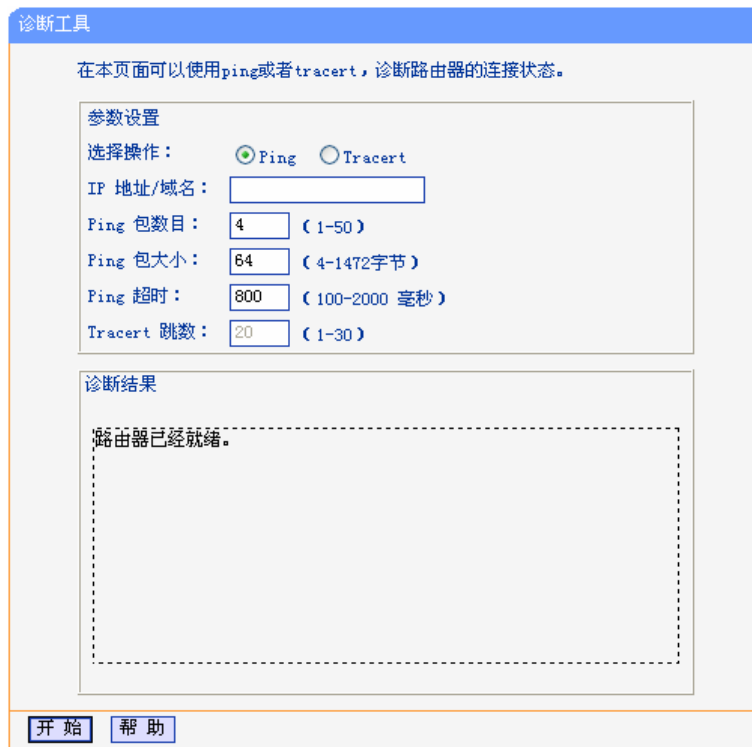 诊断工具
在本页面可以使用ping或者tracert，诊断路由器的连接状态。
参数设置
选择操作： Ping Tracert
IP 地址/域名：
Ping 包数目： 4 （1-50）
Ping 包大小： 64 （4-1472字节）
Ping 超时： 800 （100-2000 毫秒）
Tracert 跳数： 20 （1-30）
诊断结果
路由器已经就绪。
开 始 帮 助